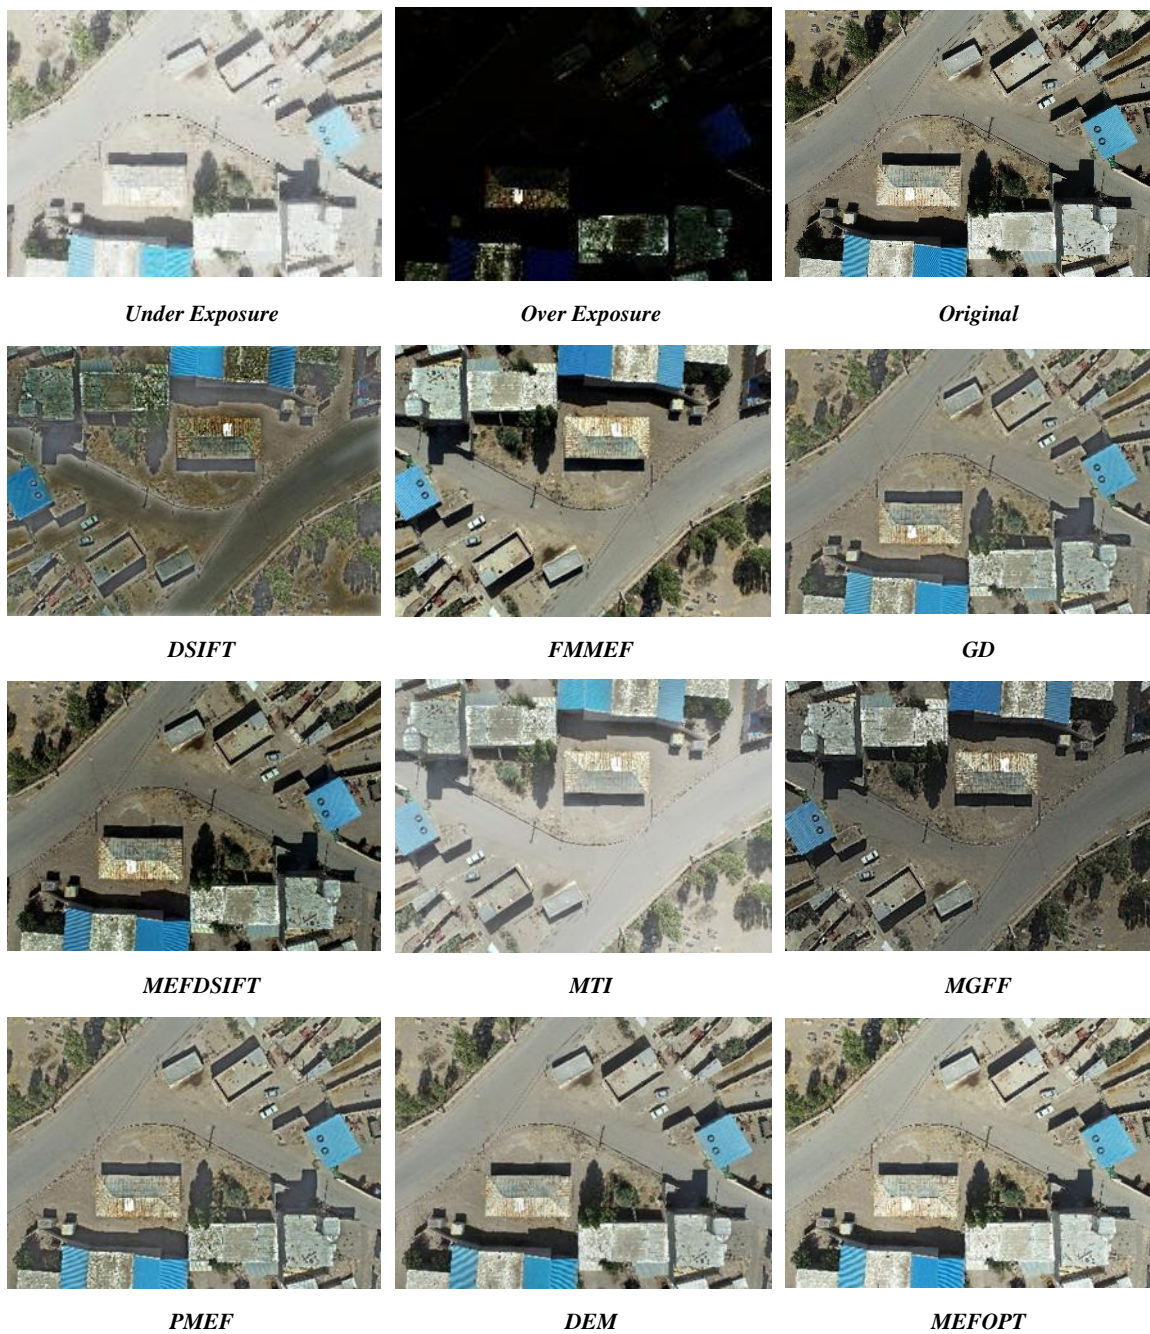 Under Exposure
Over Exposure
Original
DSIFT
FMMEF
GD
MEFDSIFT
MTI
MGFF
PMEF
DEM
MEFOPT